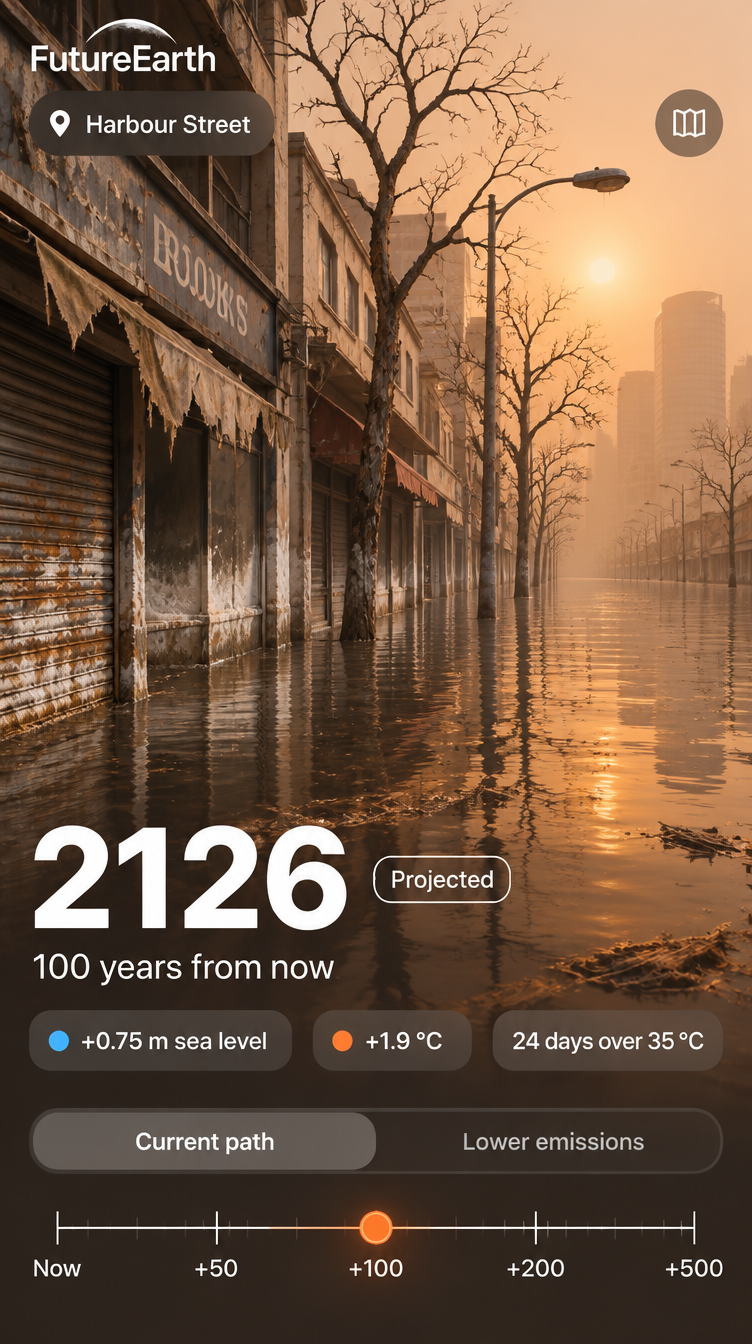 FutureEarth
Harbour Street
2126
Projected
100 years from now
+0.75 m sea level
+1.9 °C
24 days over 35 °C
Current path
Lower emissions
Now
+50
+100
+200
+500